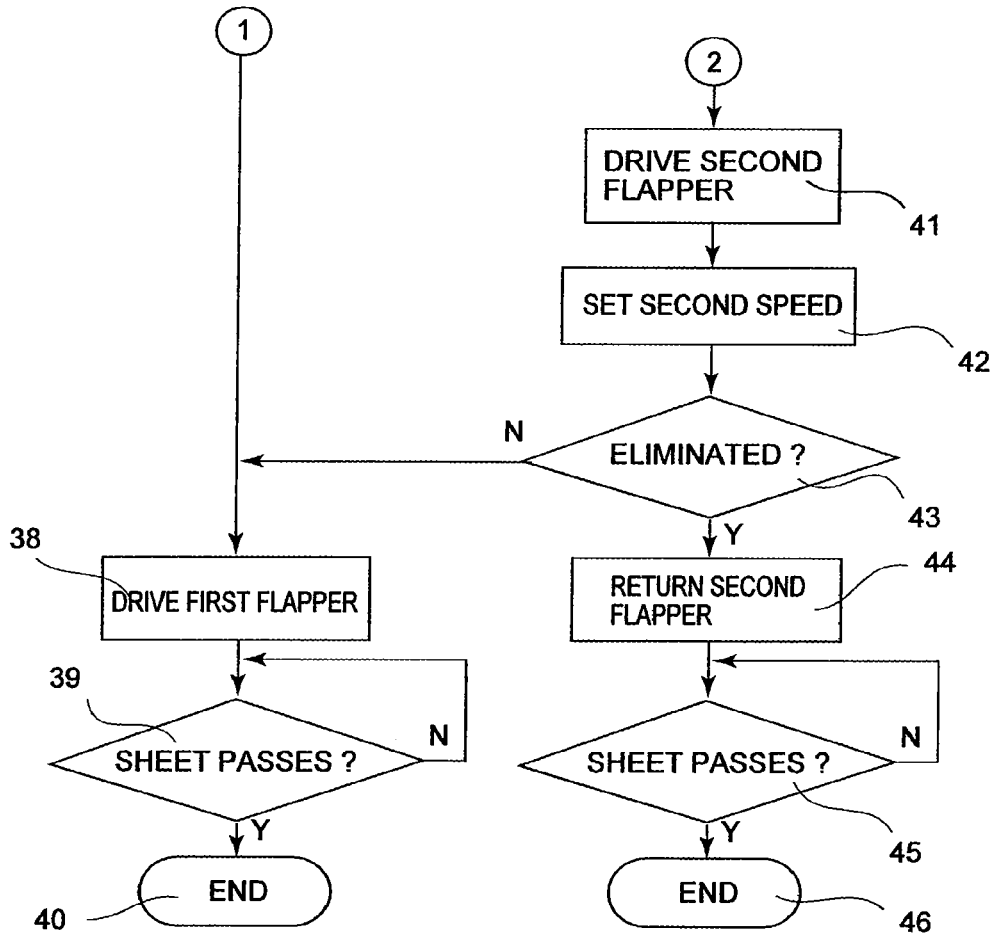 1
2
DRIVE SECOND
FLAPPER
41
SET SECOND SPEED
42
N
ELIMINATED ?
43
Y
38
DRIVE FIRST FLAPPER
RETURN SECOND
FLAPPER
44
39
SHEET PASSES ?
N
SHEET PASSES ?
N
45
Y
Y
END
40
END
46